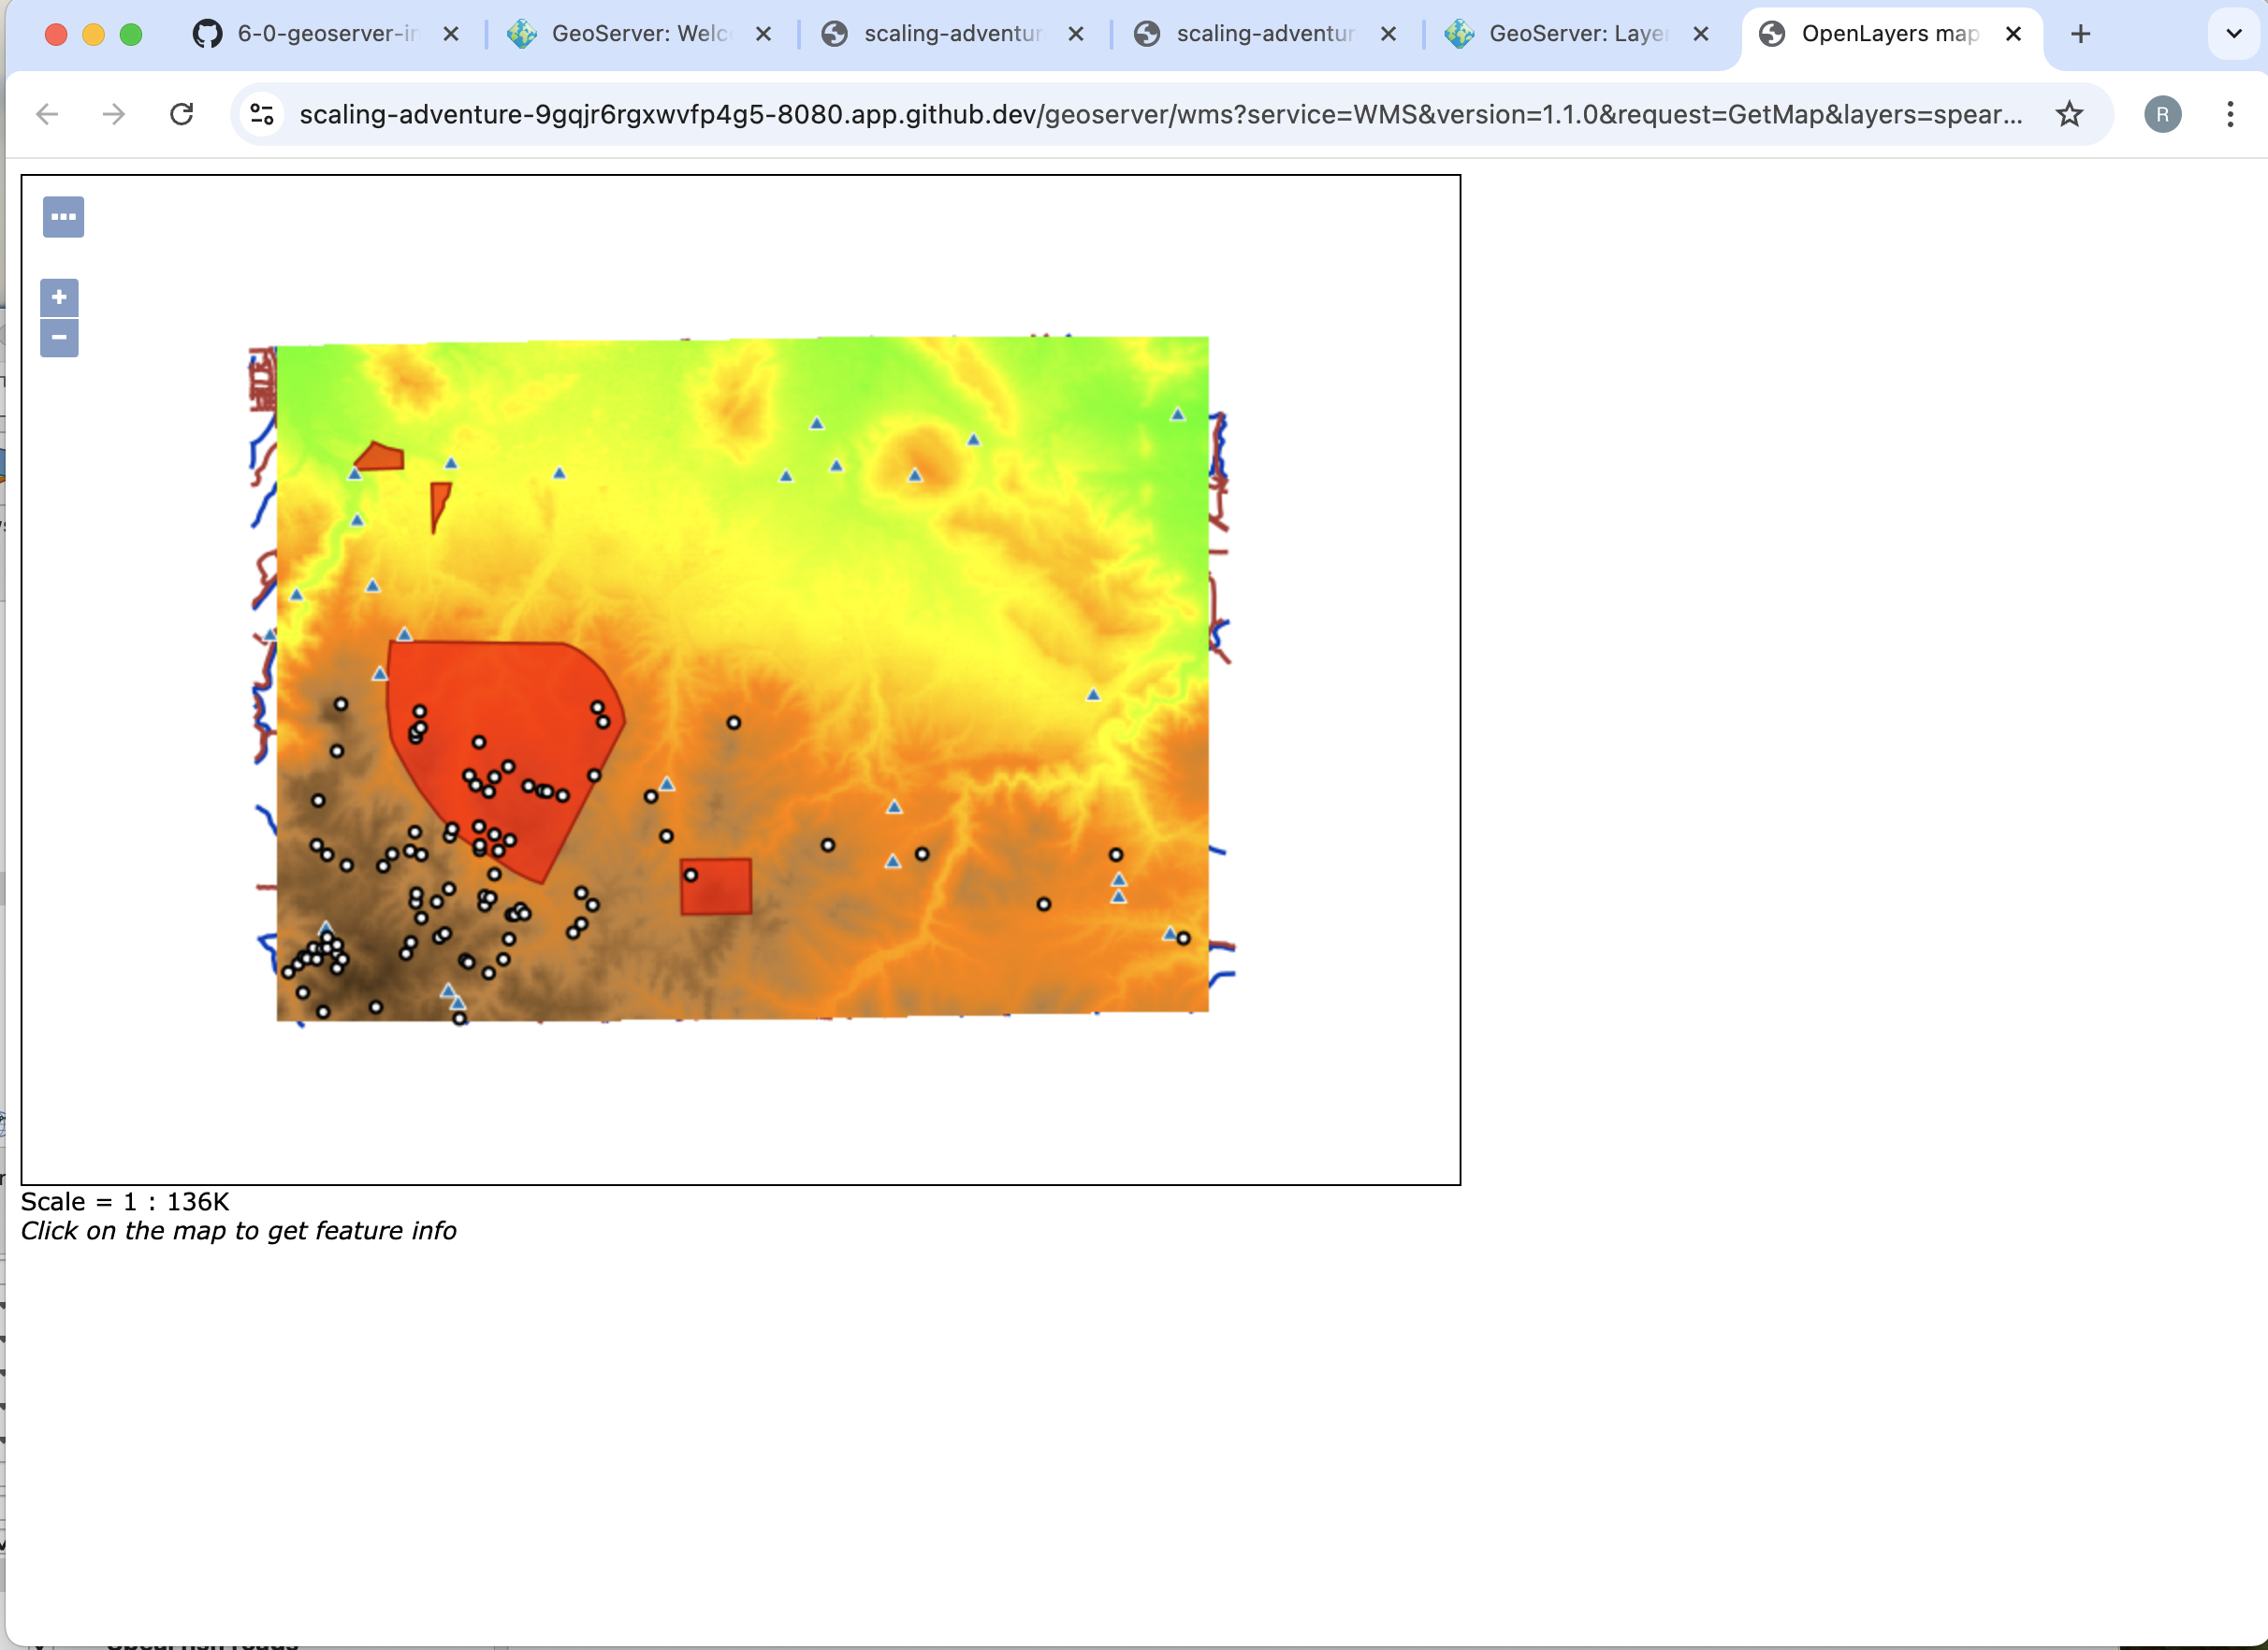 6-0-geoserver-in
GeoServer: Welc
scaling-adventur
scaling-adventur
GeoServer: Layer
OpenLayers map
scaling-adventure-9gqjr6rgxwvfp4g5-8080.app.github.dev/geoserver/wms?service=WMS&version=1.1.0&request=GetMap&layers=spear...
R
Scale = 1 : 136K
Click on the map to get feature info